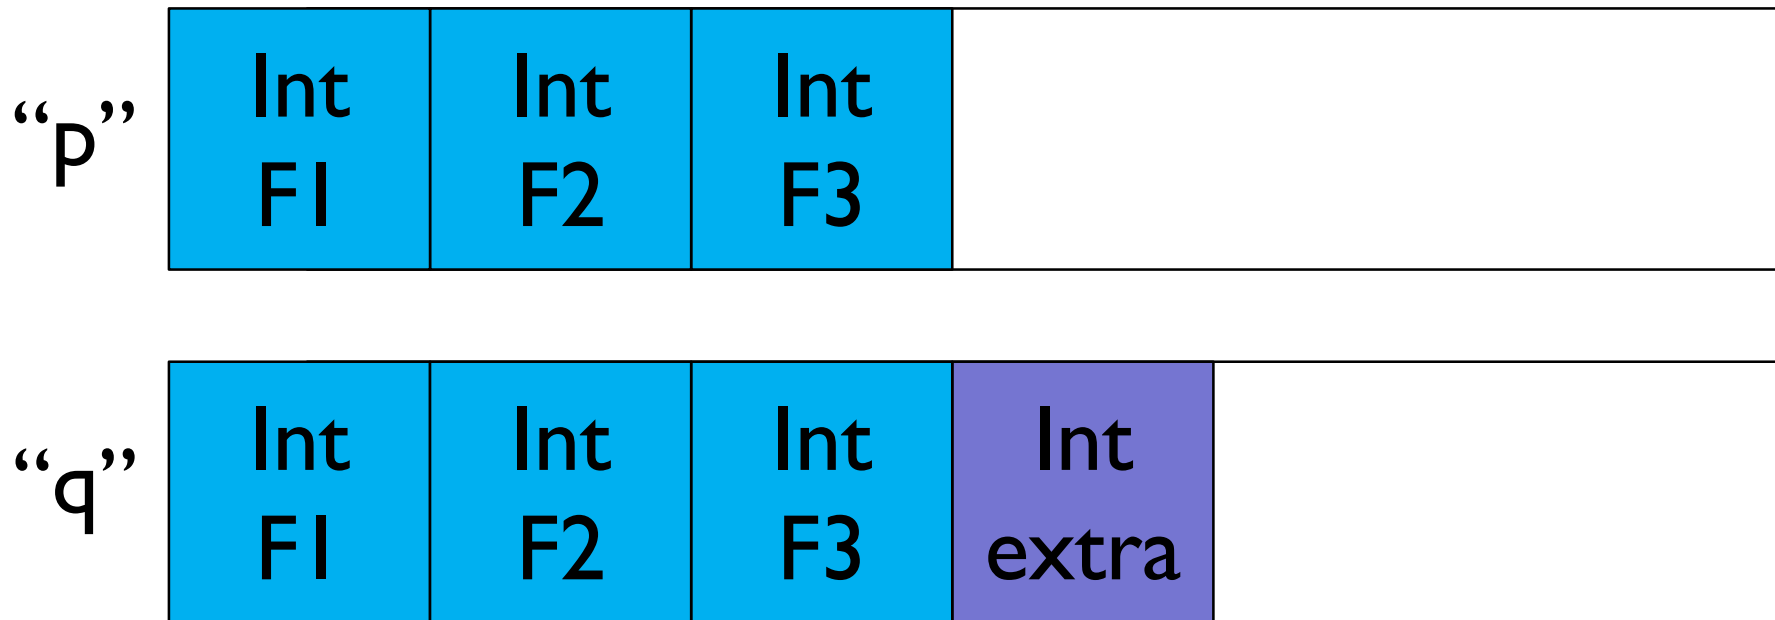 “p”
Int Int Int
F1 F2 F3
“q”
Int Int Int Int
F1 F2 F3 extra